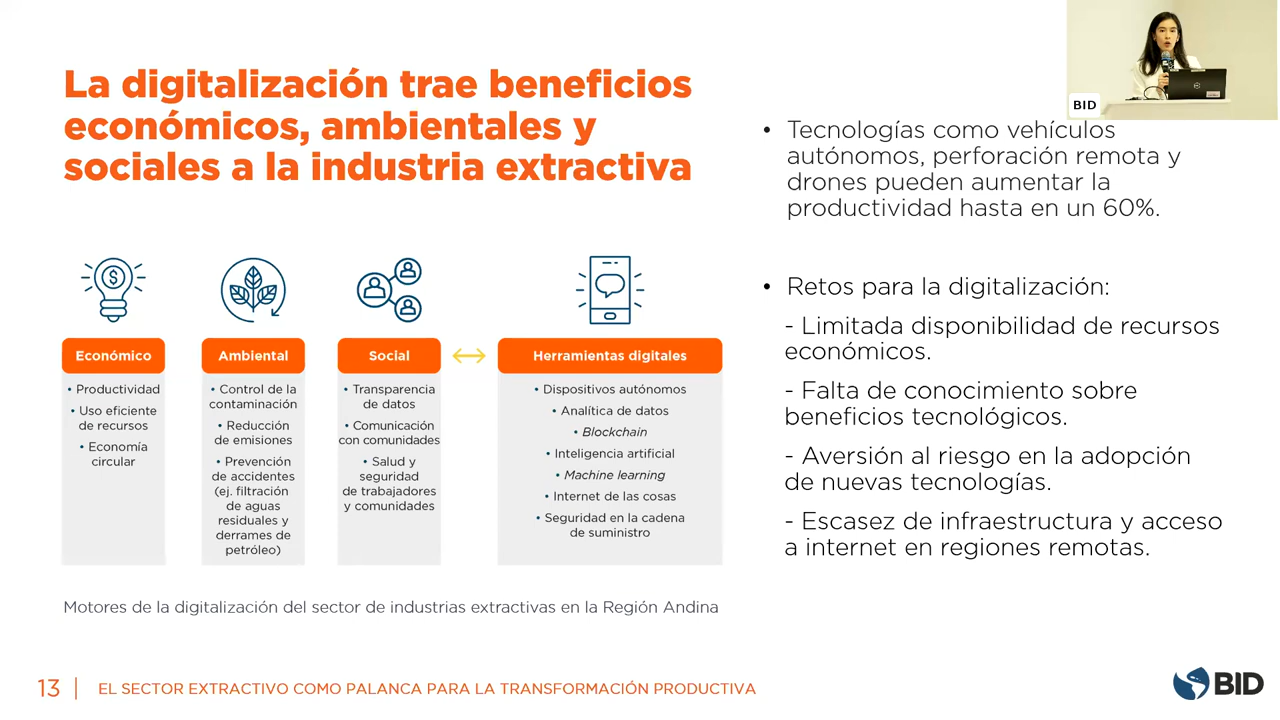 La digitalización trae beneficios
económicos, ambientales y
sociales a la industria extractiva
BID
• Tecnologías como vehículos
autónomos, perforación remota y
drones pueden aumentar la
productividad hasta en un 60%.
• Retos para la digitalización:
- Limitada disponibilidad de recursos
económicos.
- Falta de conocimiento sobre
beneficios tecnológicos.
- Aversión al riesgo en la adopción
de nuevas tecnologías.
- Escasez de infraestructura y acceso
a internet en regiones remotas.
$
Económico
• Productividad
• Uso eficiente
de recursos
• Economía
circular
Ambiental
• Control de la
contaminación
• Reducción
de emisiones
• Prevención
de accidentes
(ej. filtración
de aguas
residuales y
derrames de
petróleo)
Social
• Transparencia
de datos
• Comunicación
con comunidades
• Salud y
seguridad
de trabajadores
y comunidades
Herramientas digitales
• Dispositivos autónomos
• Analítica de datos
• Blockchain
• Inteligencia artificial
• Machine learning
• Internet de las cosas
• Seguridad en la cadena
de suministro
Motores de la digitalización del sector de industrias extractivas en la Región Andina
13
EL SECTOR EXTRACTIVO COMO PALANCA PARA LA TRANSFORMACIÓN PRODUCTIVA
BID